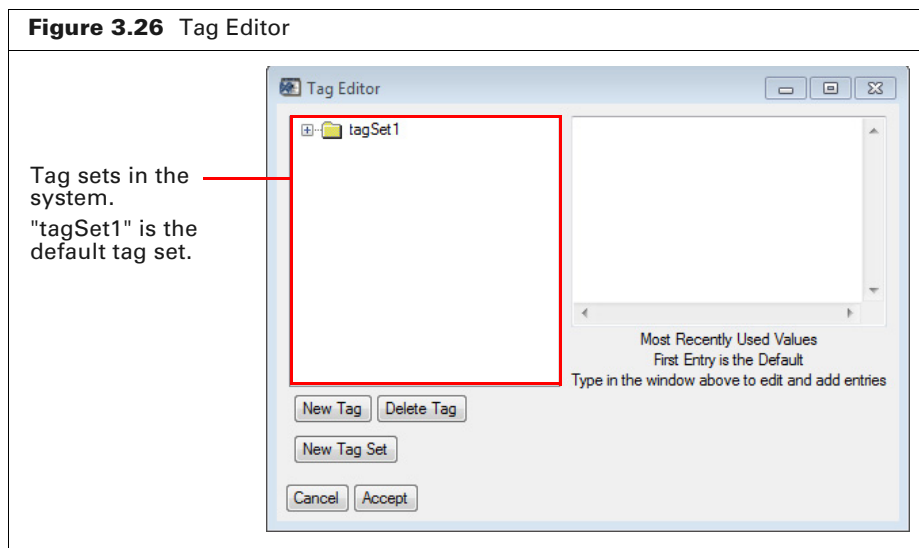 Figure 3.26 Tag Editor
Tag Editor
tagSet1
Tag sets in the
system.
"tagSet1" is the
default tag set.
Most Recently Used Values
First Entry is the Default
Type in the window above to edit and add entries
New Tag Delete Tag
New Tag Set
Cancel Accept